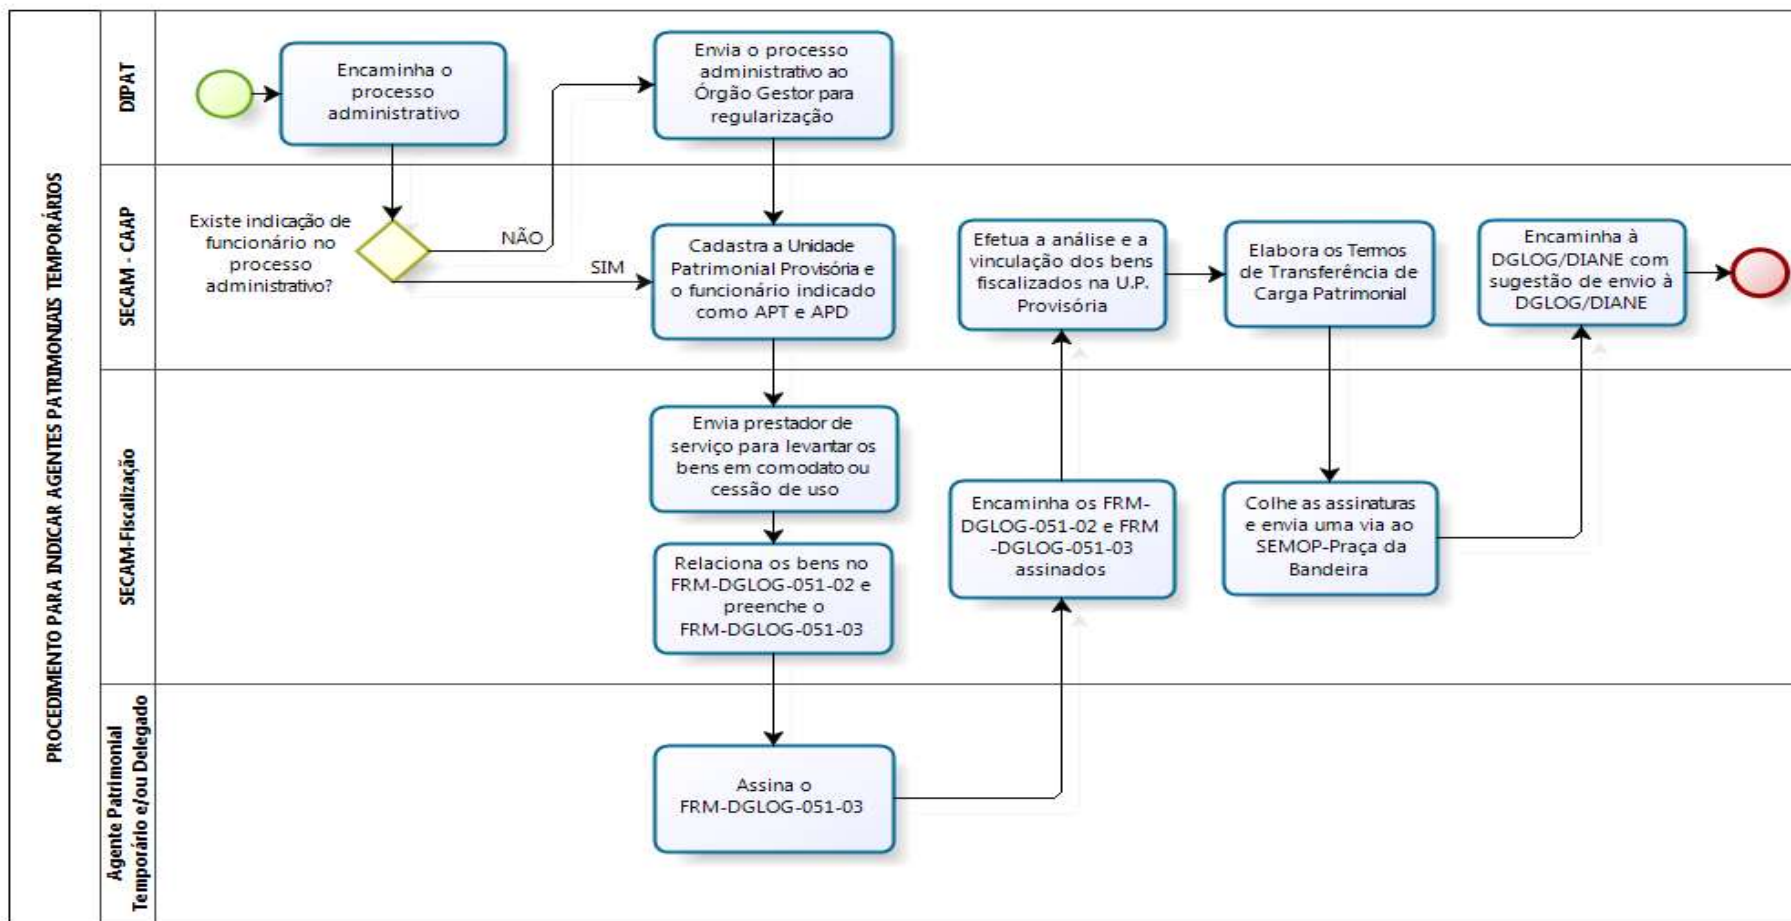 PROCEDIMENTO PARA INDICAR AGENTES PATRIMONIAIS TEMPORÁRIOS
DIPAT
Encaminha o
processo
administrativo
Envia o processo
administrativo ao
Órgão Gestor para
regularização
SECAM - CAAP
Existe indicação de
funcionário no
processo
administrativo?
NÃO
SIM
Cadastra a Unidade
Patrimonial Provisória e
o funcionário indicado
como APT e APD
Efetua a análise e a
vinculação dos bens
fiscalizados na U.P.
Provisória
Elabora os Termos
de Transferência de
Carga Patrimonial
Encaminha à
DGLOG/DIANE com
sugestão de envio à
DGLOG/DIANE
SECAM-Fiscalização
Envia prestador de
serviço para levantar os
bens em comodato ou
cessão de uso
Relaciona os bens no
FRM-DGLOG-051-02 e
preenche o
FRM-DGLOG-051-03
Encaminha os FRM-
DGLOG-051-02 e FRM
-DGLOG-051-03
assinados
Colhe as assinaturas
e envia uma via ao
SEMOP-Praça da
Bandeira
Agente Patrimonial
Temporário e/ou Delegado
Assina o
FRM-DGLOG-051-03